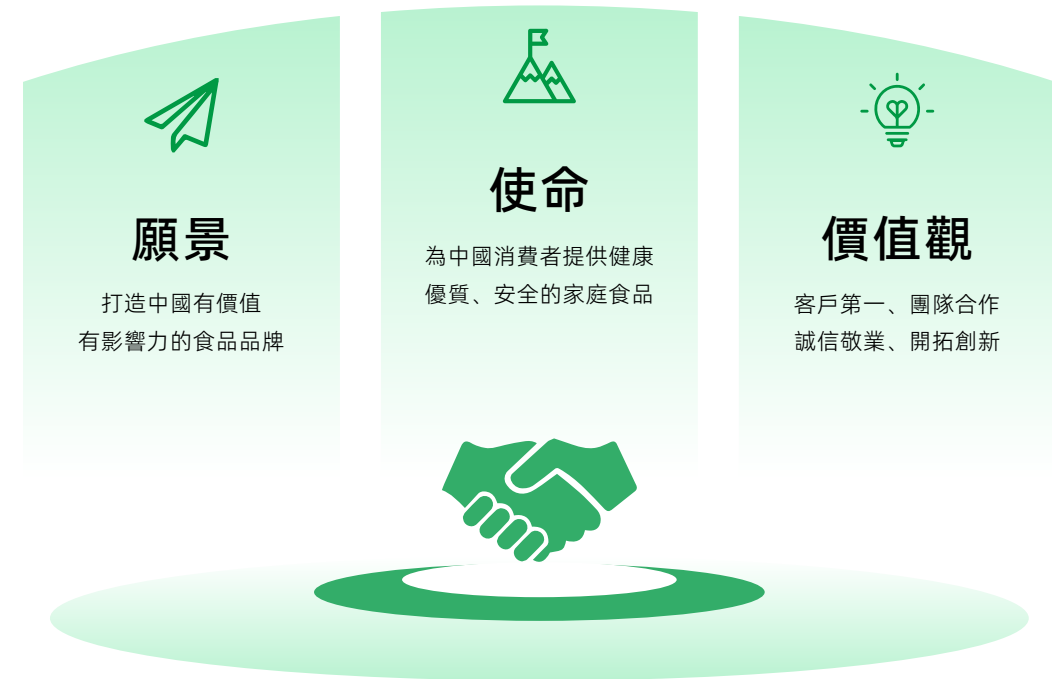 願景
打造中國有價值
有影響力的食品品牌
使命
為中國消費者提供健康
優質、安全的家庭食品
價值觀
客戶第一、團隊合作
誠信敬業、開拓創新